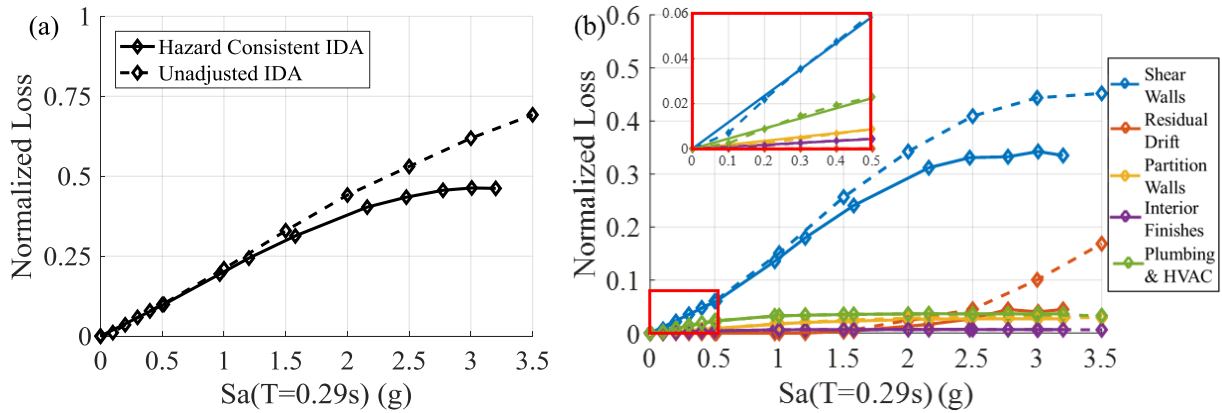 (a)
Hazard Consistent IDA
Unadjusted IDA
Normalized Loss
1
0.75
0.5
0.25
0
0 0.5 1 1.5 2 2.5 3 3.5
Sa(T=0.29s) (g)
(b)
Normalized Loss
0.6
0.5
0.4
0.3
0.2
0.1
0
0 0.5 1 1.5 2 2.5 3 3.5
Sa(T=0.29s) (g)
0.06
0.04
0.02
0
0 0.1 0.2 0.3 0.4 0.5
Shear
Walls
Residual
Drift
Partition
Walls
Interior
Finishes
Plumbing
& HVAC